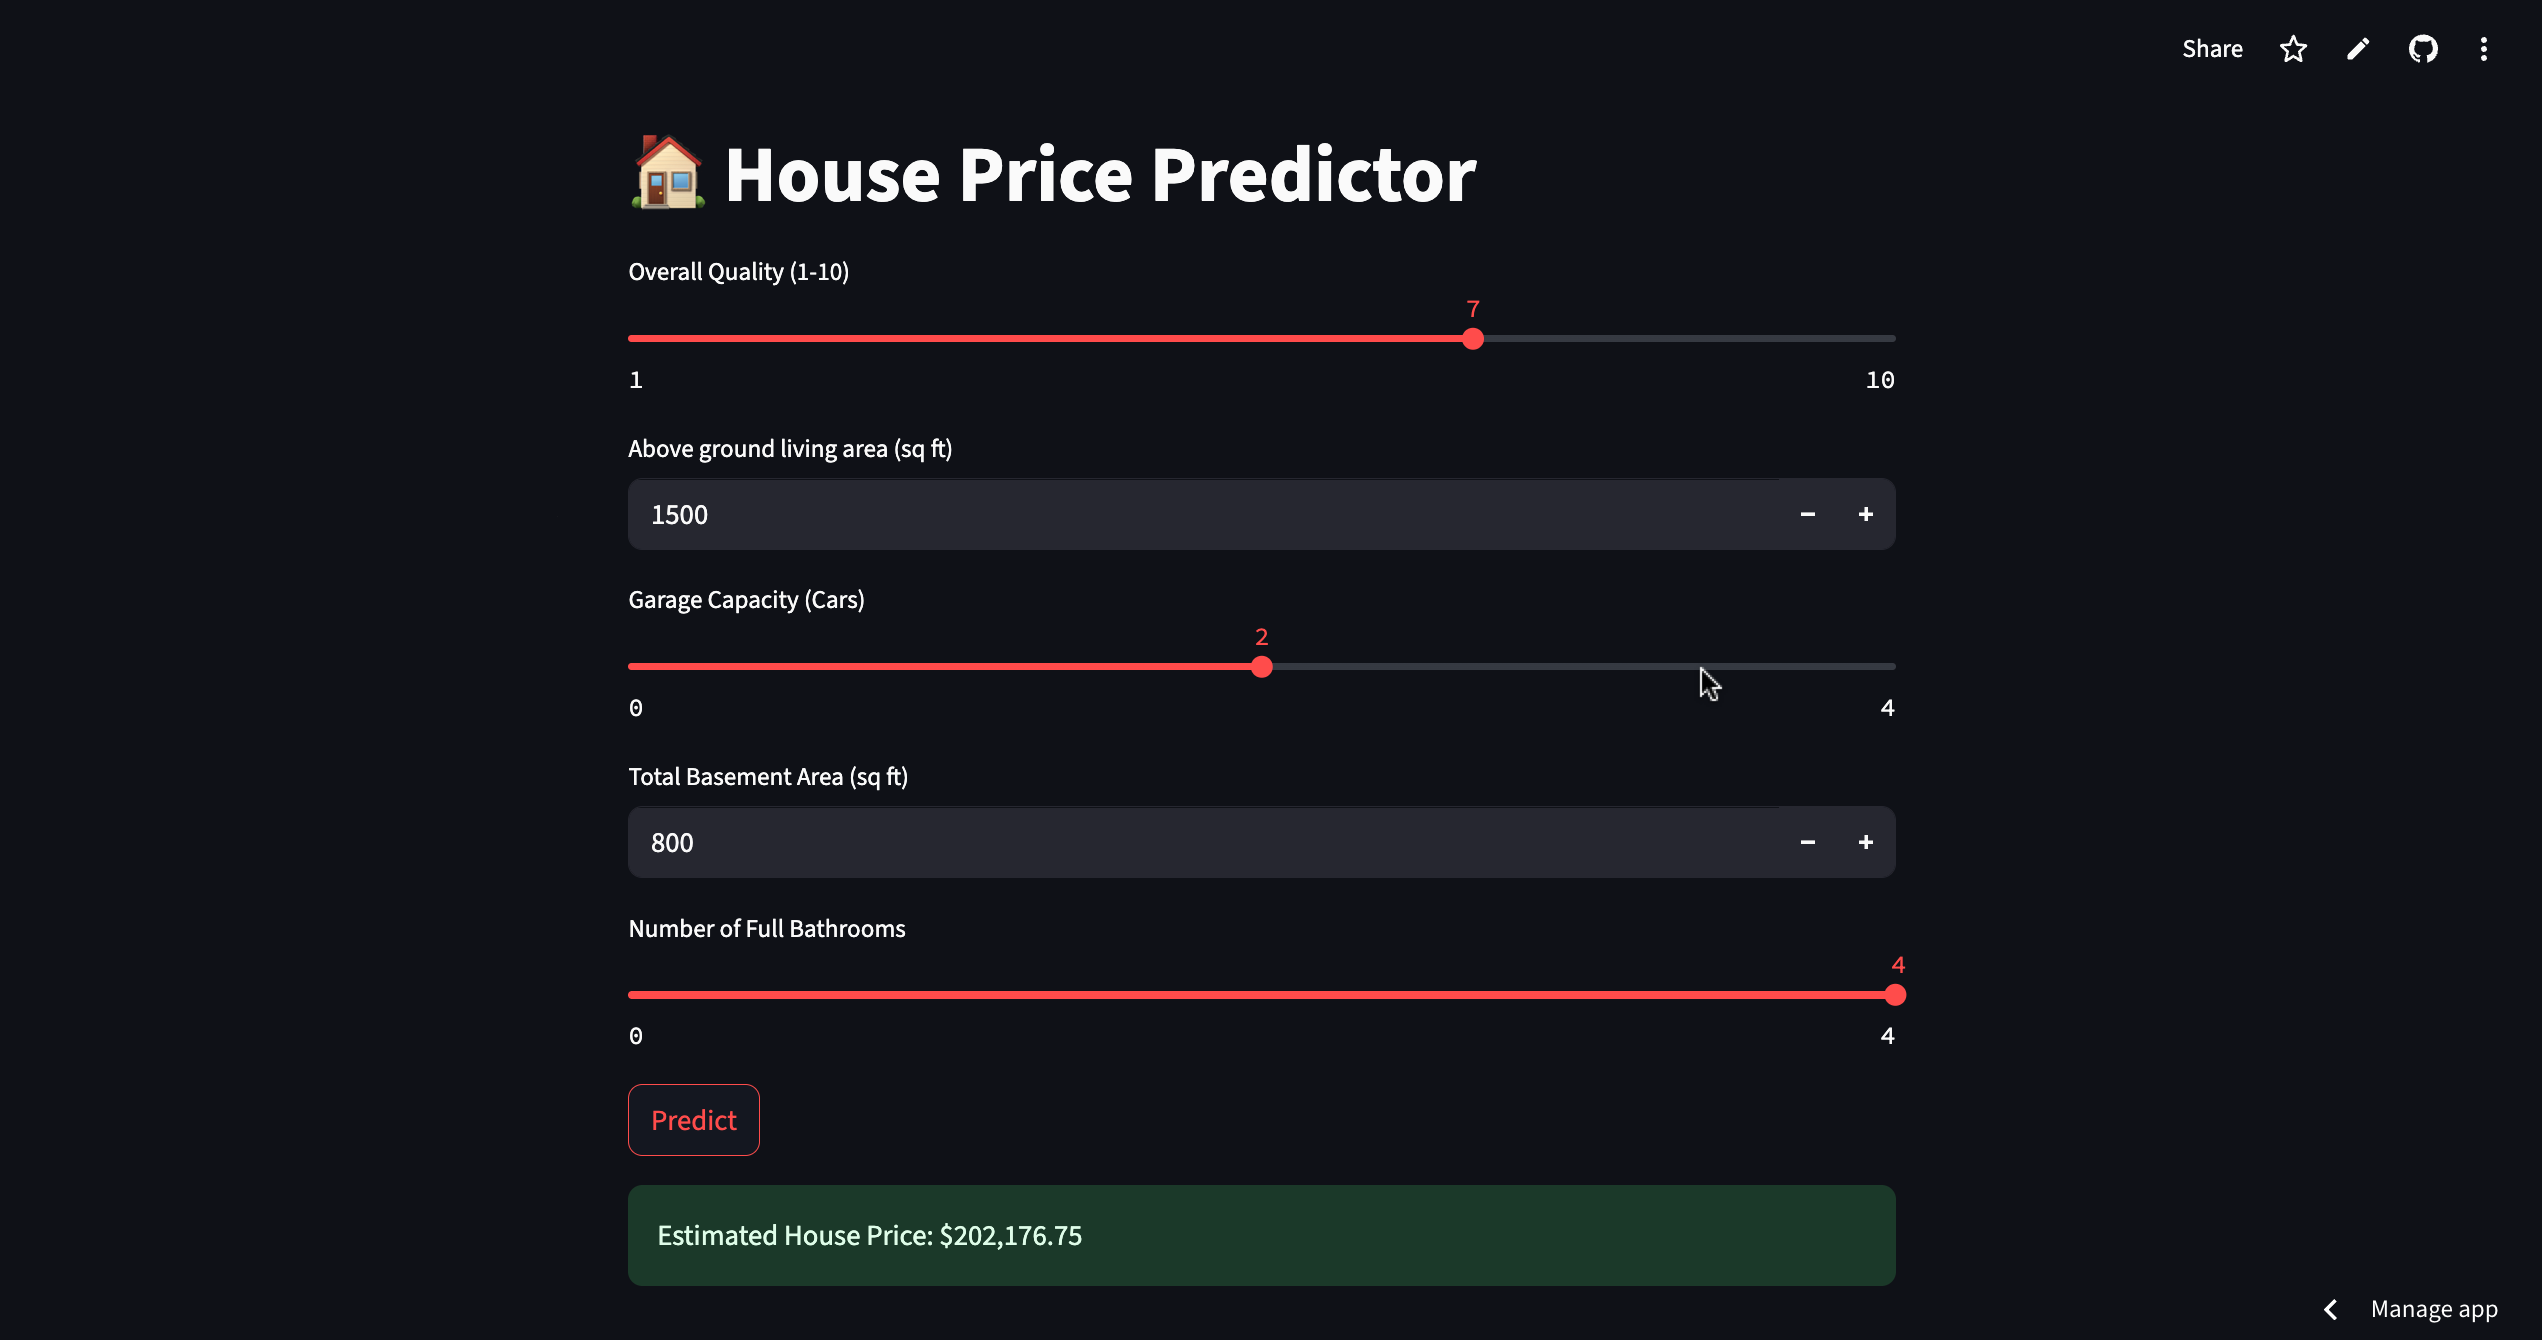 Share
House Price Predictor
Overall Quality (1-10)
7
1 10
Above ground living area (sq ft)
1500
Garage Capacity (Cars)
2
0 4
Total Basement Area (sq ft)
800
Number of Full Bathrooms
4
0 4
Predict
Estimated House Price: $202,176.75
Manage app